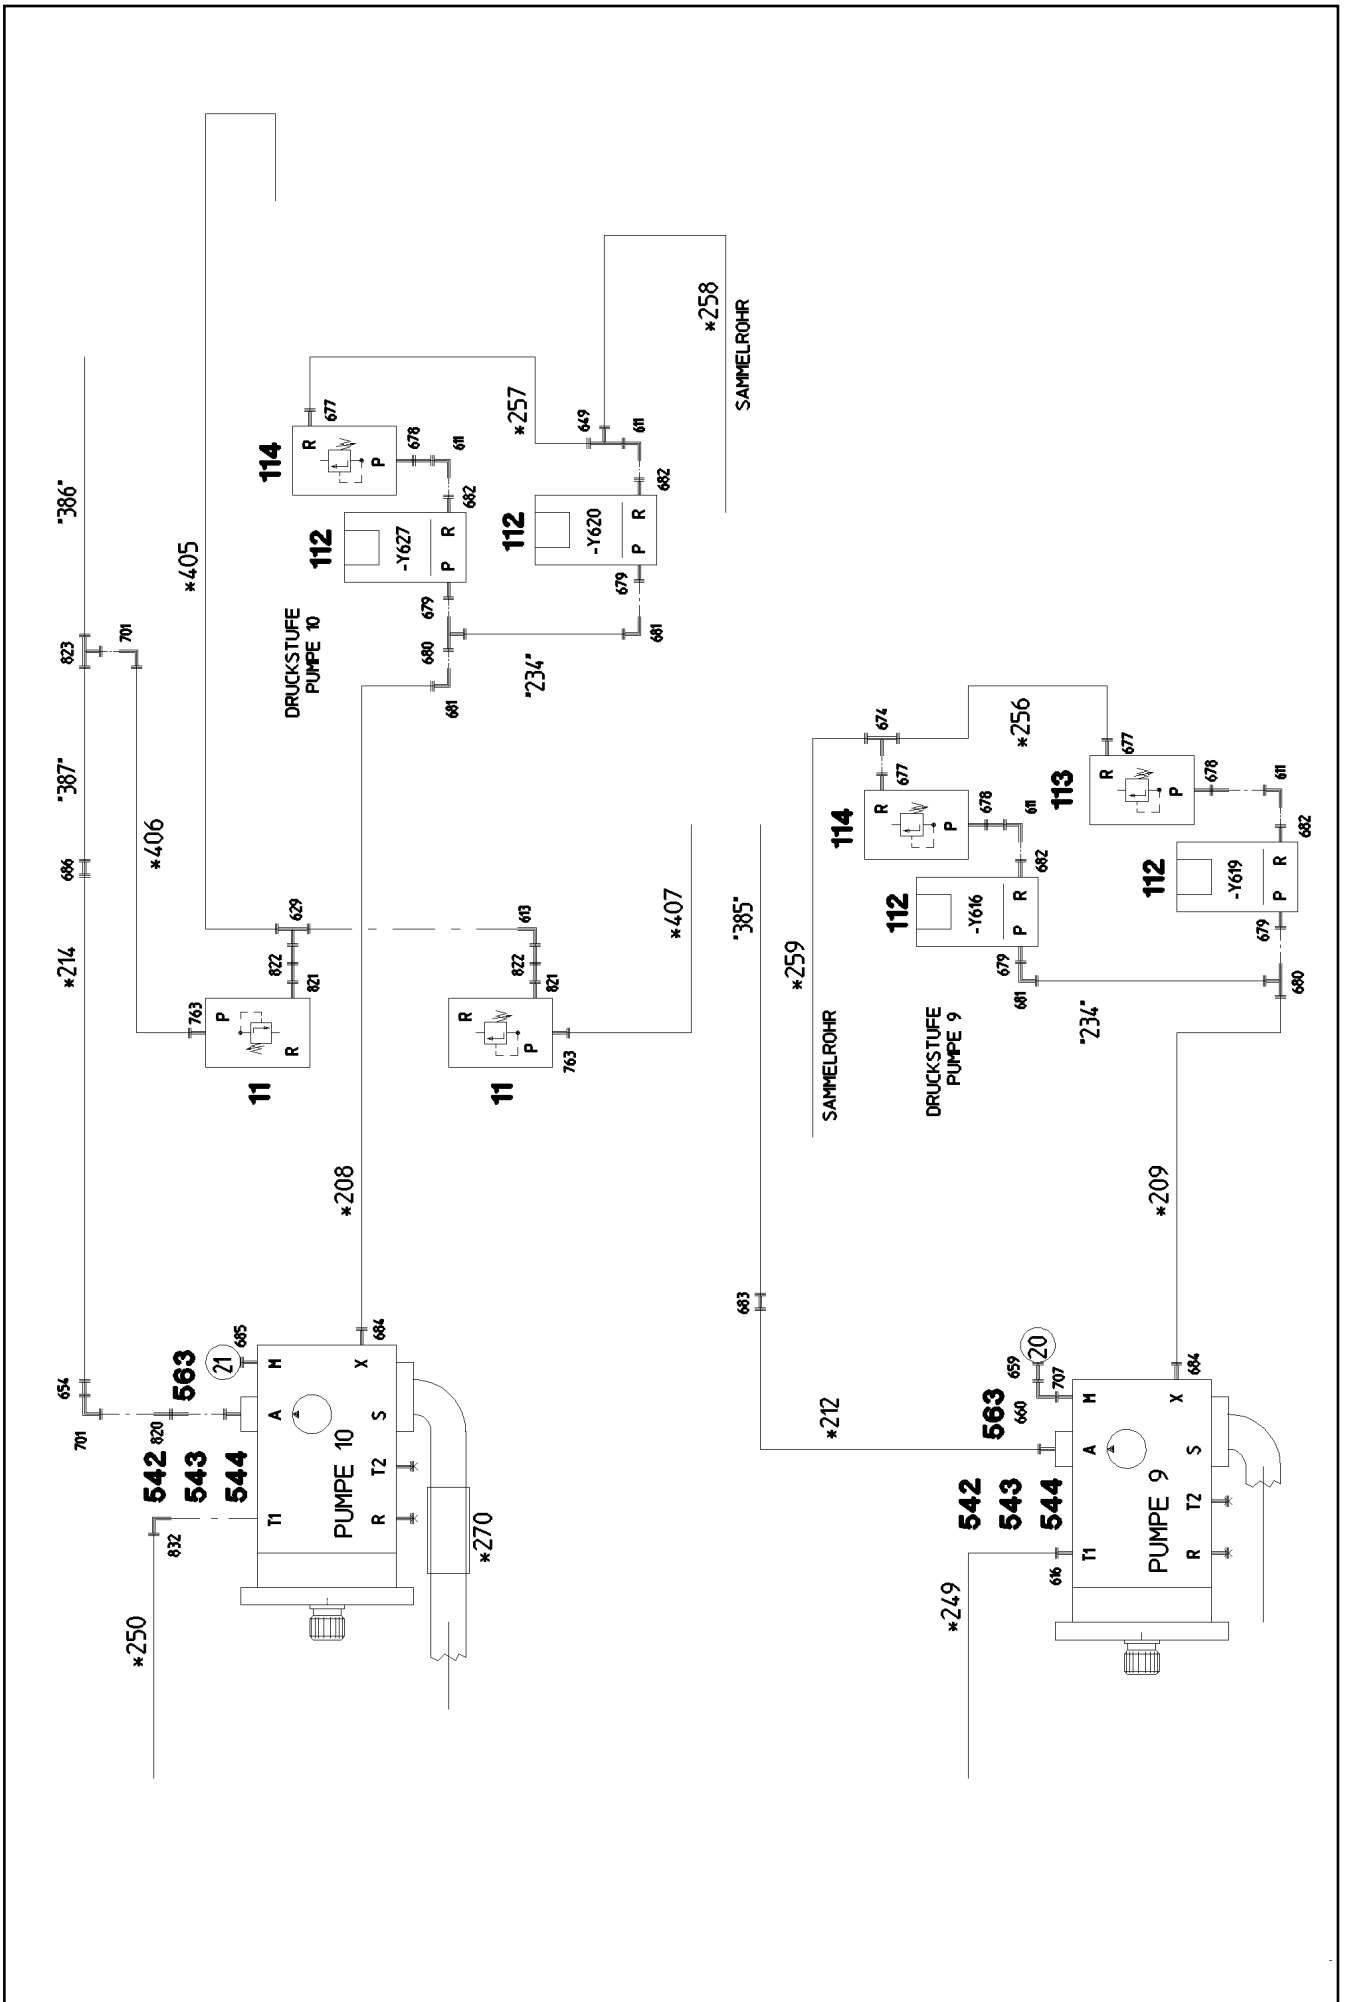 "386"
*405
823
701
"387"
*406
686
*214
654
701
820
563
21
685
542
543
544
832
*250
M
A
T1
X
S
T2
R
PUMPE 10
684
*270
*208
763
P
R
11
821
822
629
613
822
821
R
P
763
11
*407
DRUCKSTUFE
PUMPE 10
114
R
P
677
678
611
682
112
-Y627
P
R
679
680
681
"234"
*257
649
611
682
112
-Y620
P
R
679
681
*258
SAMMELROHR
"385"
683
*212
563
660
659
20
707
542
543
544
616
*249
M
A
T1
X
S
T2
R
PUMPE 9
684
*209
*259
SAMMELROHR
DRUCKSTUFE
PUMPE 9
674
*256
677
114
R
P
678
611
682
112
-Y616
P
R
679
681
"234"
677
113
R
P
678
611
682
112
-Y619
P
R
679
680